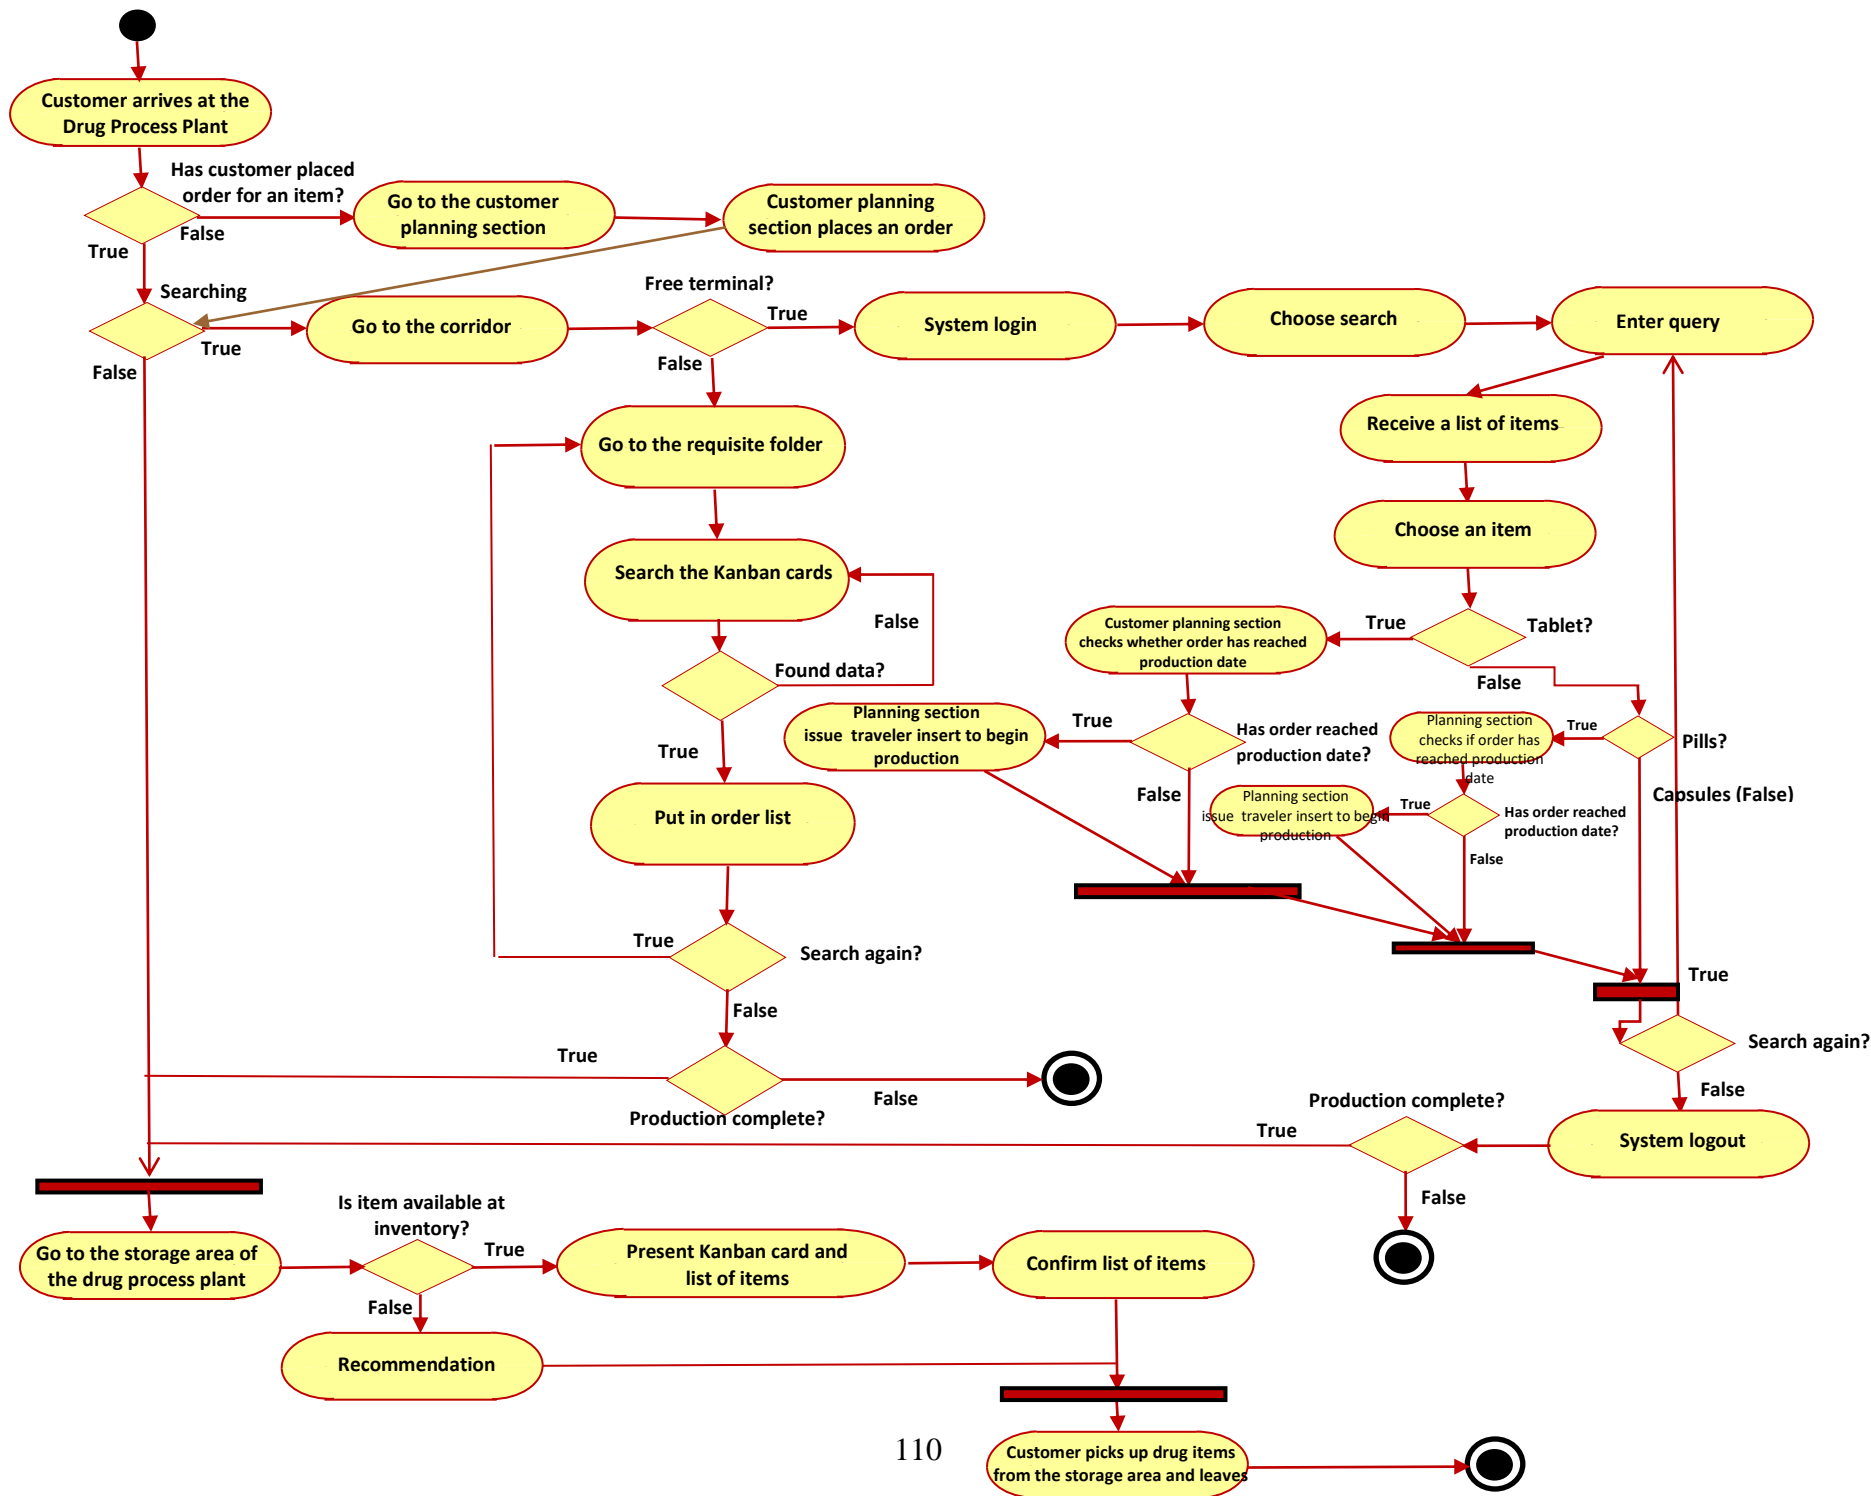 Customer arrives at the
Drug Process Plant
Has customer placed
order for an item?
True
False
Go to the customer
planning section
Customer planning
section places an order
Searching
True
False
Go to the corridor
Free terminal?
True
False
System login
Choose search
Enter query
Receive a list of items
Choose an item
Go to the requisite folder
Search the Kanban cards
False
Found data?
True
Put in order list
True
Search again?
False
True
Production complete?
False
Tablet?
True
False
Customer planning section
checks whether order has reached
production date
Has order reached
production date?
True
False
Planning section
issue traveler insert to begin
production
Pills?
True
Capsules (False)
Planning section
checks if order has
reached production
date
Has order reached
production date?
True
False
Planning section
issue traveler insert to begin
production
True
Search again?
False
System logout
Production complete?
True
False
Go to the storage area of
the drug process plant
Is item available at
inventory?
True
False
Present Kanban card and
list of items
Confirm list of items
Recommendation
Customer picks up drug items
from the storage area and leaves
110